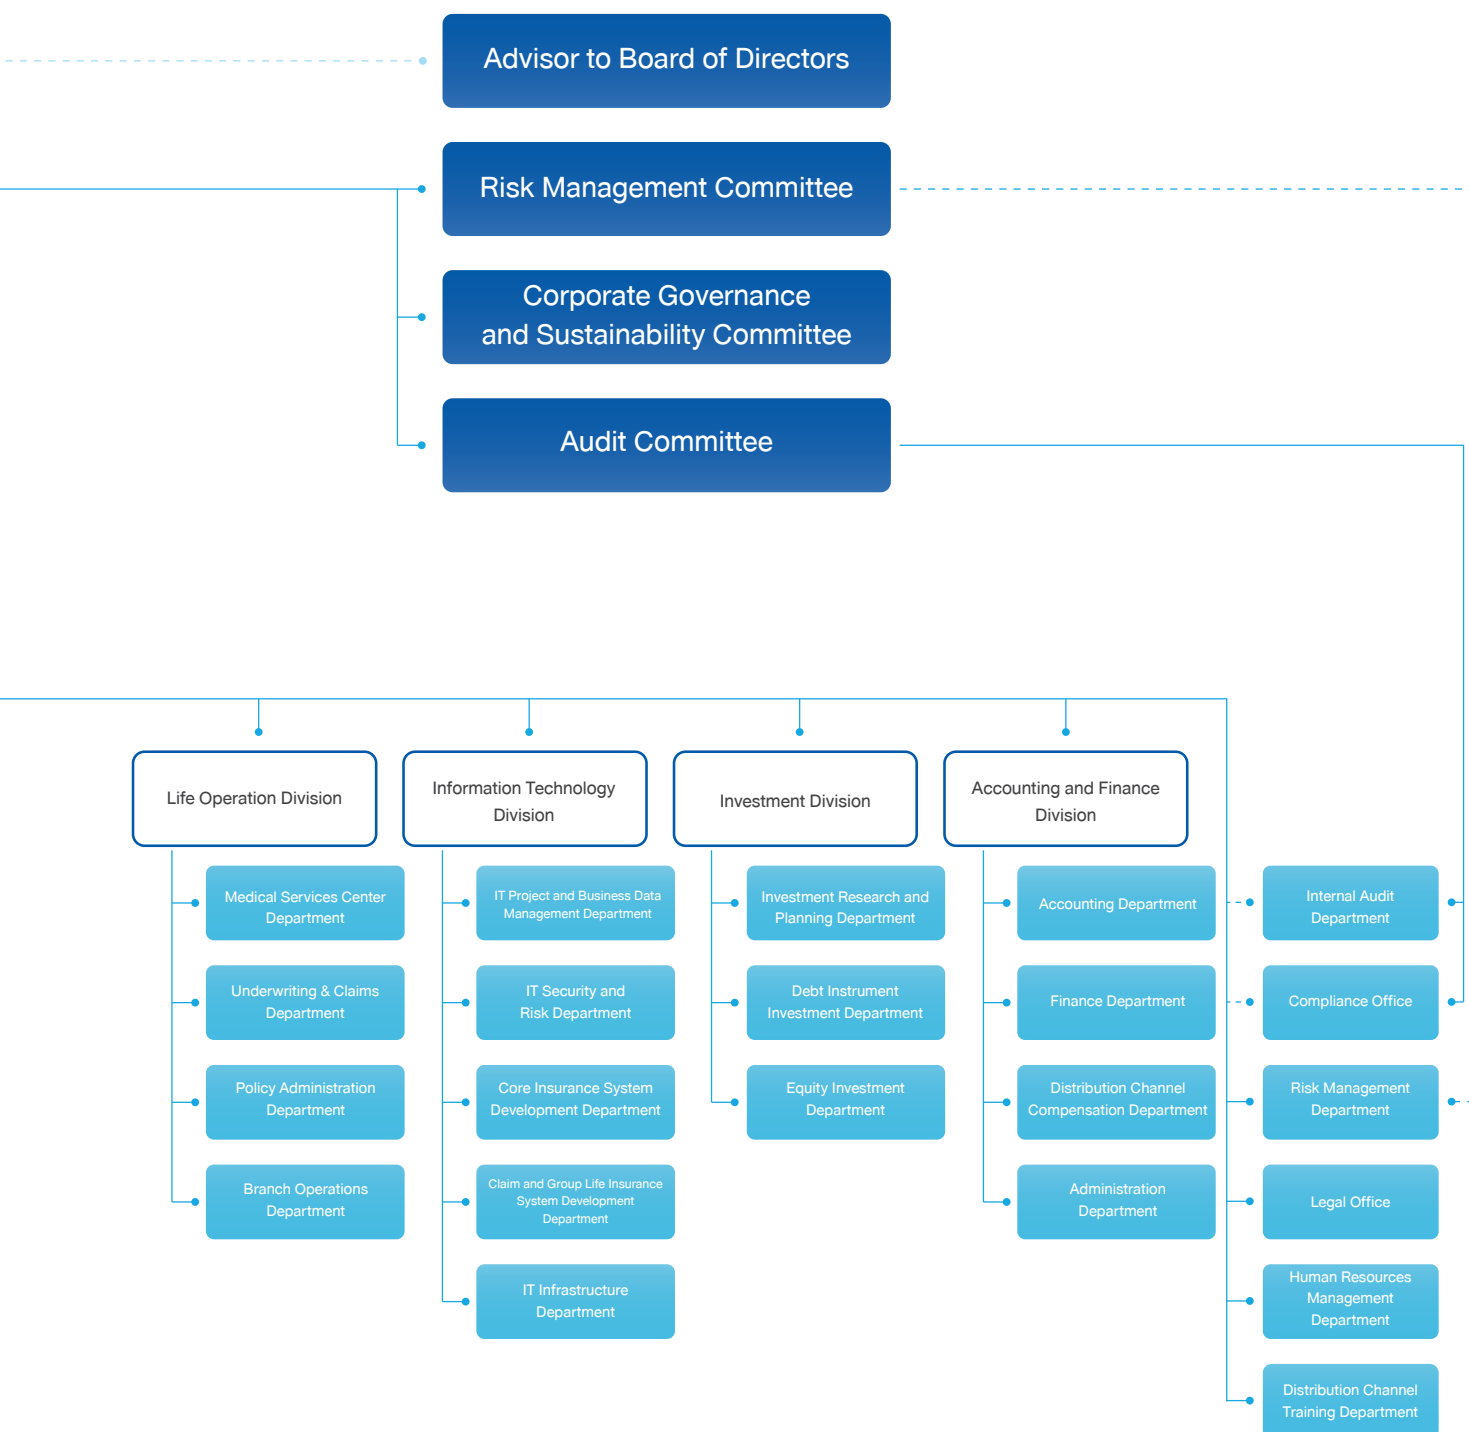 Advisor to Board of Directors
Risk Management Committee
Corporate Governance
and Sustainability Committee
Audit Committee
Life Operation Division
Medical Services Center
Department
Underwriting & Claims
Department
Policy Administration
Department
Branch Operations
Department
Information Technology
Division
IT Project and Business Data
Management Department
IT Security and
Risk Department
Core Insurance System
Development Department
Claim and Group Life Insurance
System Development
Department
IT Infrastructure
Department
Investment Division
Investment Research and
Planning Department
Debt Instrument
Investment Department
Equity Investment
Department
Accounting and Finance
Division
Accounting Department
Finance Department
Distribution Channel
Compensation Department
Administration
Department
Internal Audit
Department
Compliance Office
Risk Management
Department
Legal Office
Human Resources
Management
Department
Distribution Channel
Training Department